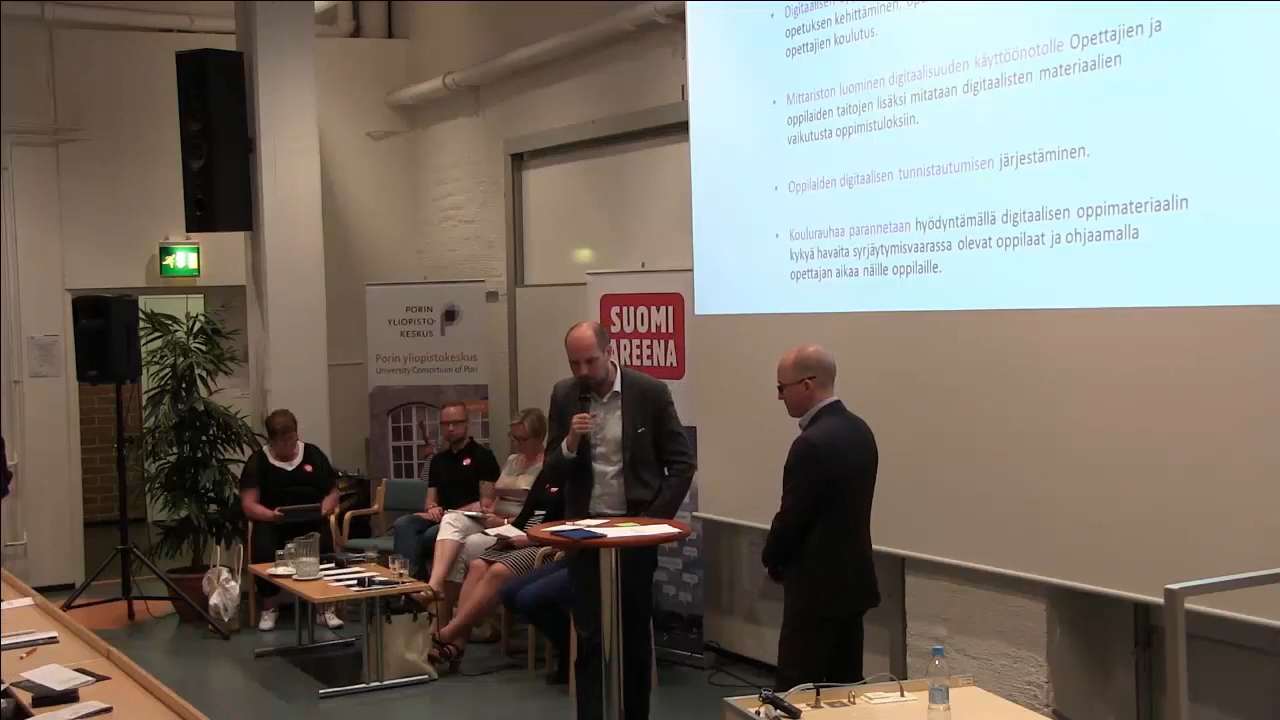 Digitaalisen
opetuksen kehittäminen,
opettajien koulutus.
• Mittariston luominen digitaalisuuden käyttöönotolle Opettajien ja
oppilaiden taitojen lisäksi mitataan digitaalisten materiaalien
vaikutusta oppimistuloksiin.
• Oppilaiden digitaalisen tunnistautumisen järjestäminen.
• Koulurauhaa parannetaan hyödyntämällä digitaalisen oppimateriaalin
kykyä havaita syrjäytymisvaarassa olevat oppilaat ja ohjaamalla
opettajan aikaa näille oppilaille.
PORIN
YLIOPISTO-
KESKUS
Porin yliopistokeskus
University Consortium of Pori
SUOMI
AREENA